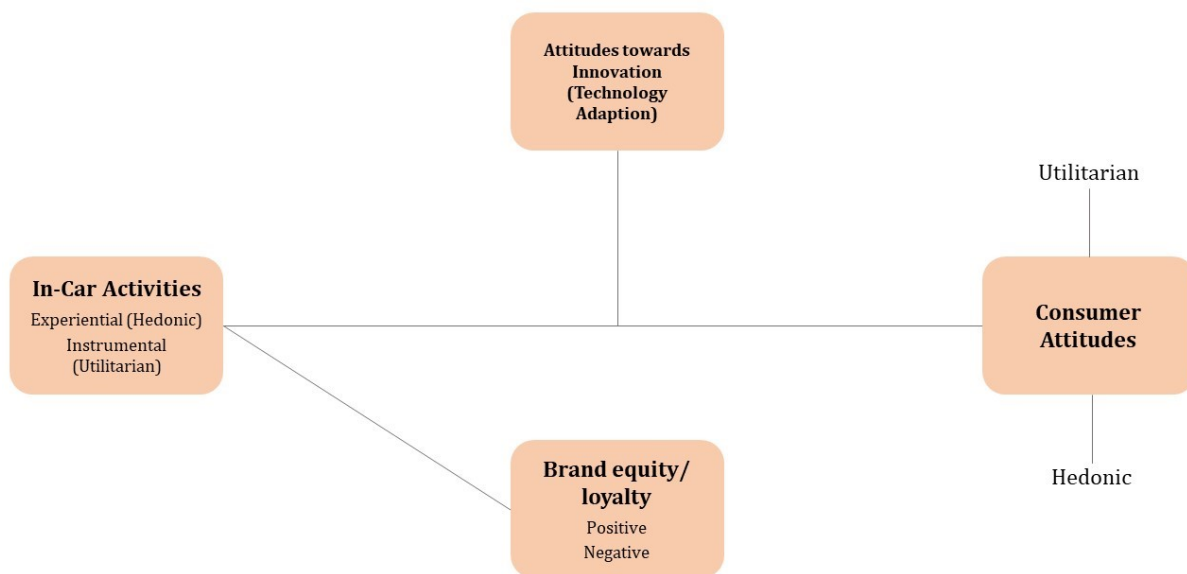 Attitudes towards
Innovation
(Technology
Adaption)
Utilitarian
In-Car Activities
Experiential (Hedonic)
Instrumental
(Utilitarian)
Consumer
Attitudes
Brand equity/
loyalty
Positive
Negative
Hedonic